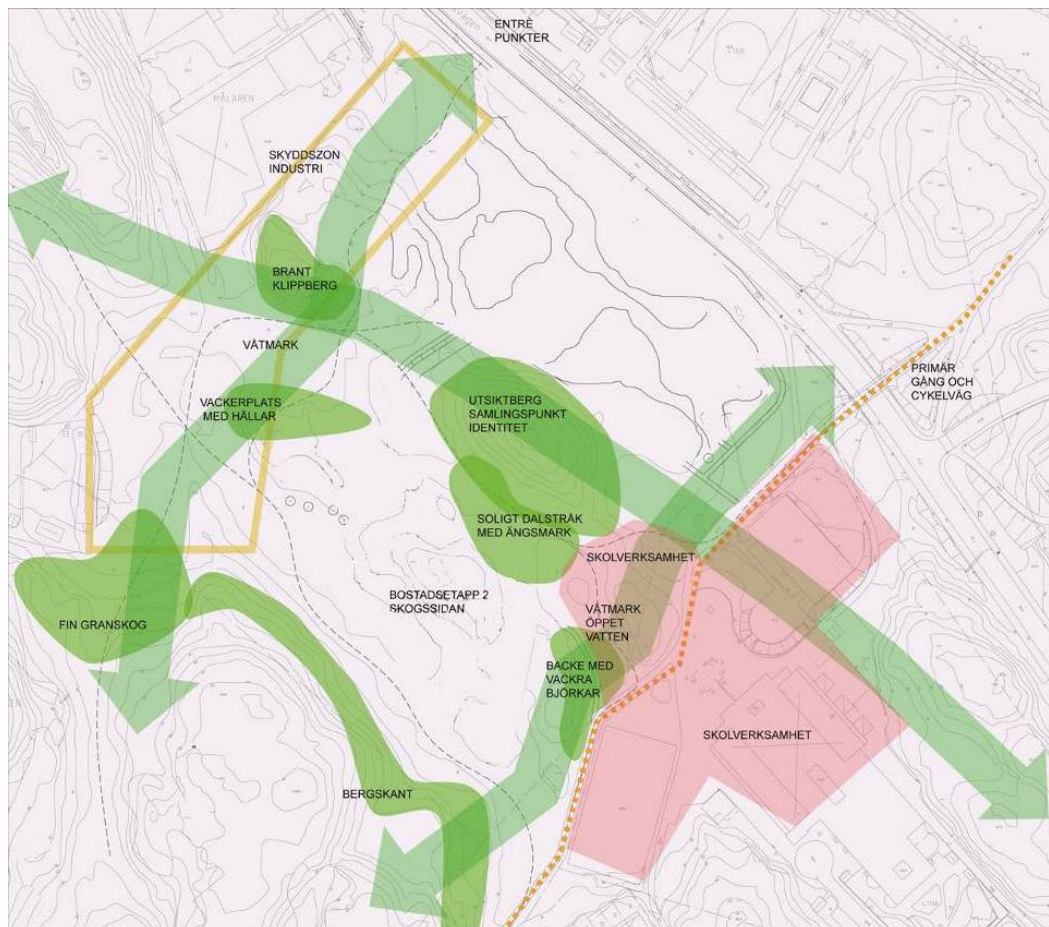 ENTRÈ
PUNKTER
MÄLAREN
SKYDDSZON
INDUSTRI
BRANT
KLIPPBERG
VÅTMARK
PRIMÄR
GÅNG OCH
CYKELVÄG
VACKERPLATS
MED HÄLLAR
UTSIKTBERG
SAMLINGSPUNKT
IDENTITET
SOLIGT DALSTRÅK
MED ÄNGSMARK
SKOLVERKSAMHET
BOSTADSETAPP 2
SKOGSSIDAN
VÅTMARK
ÖPPET
VATTEN
FIN GRANSKOG
BACKE MED
VACKRA
BJÖRKAR
SKOLVERKSAMHET
BERGSKANT